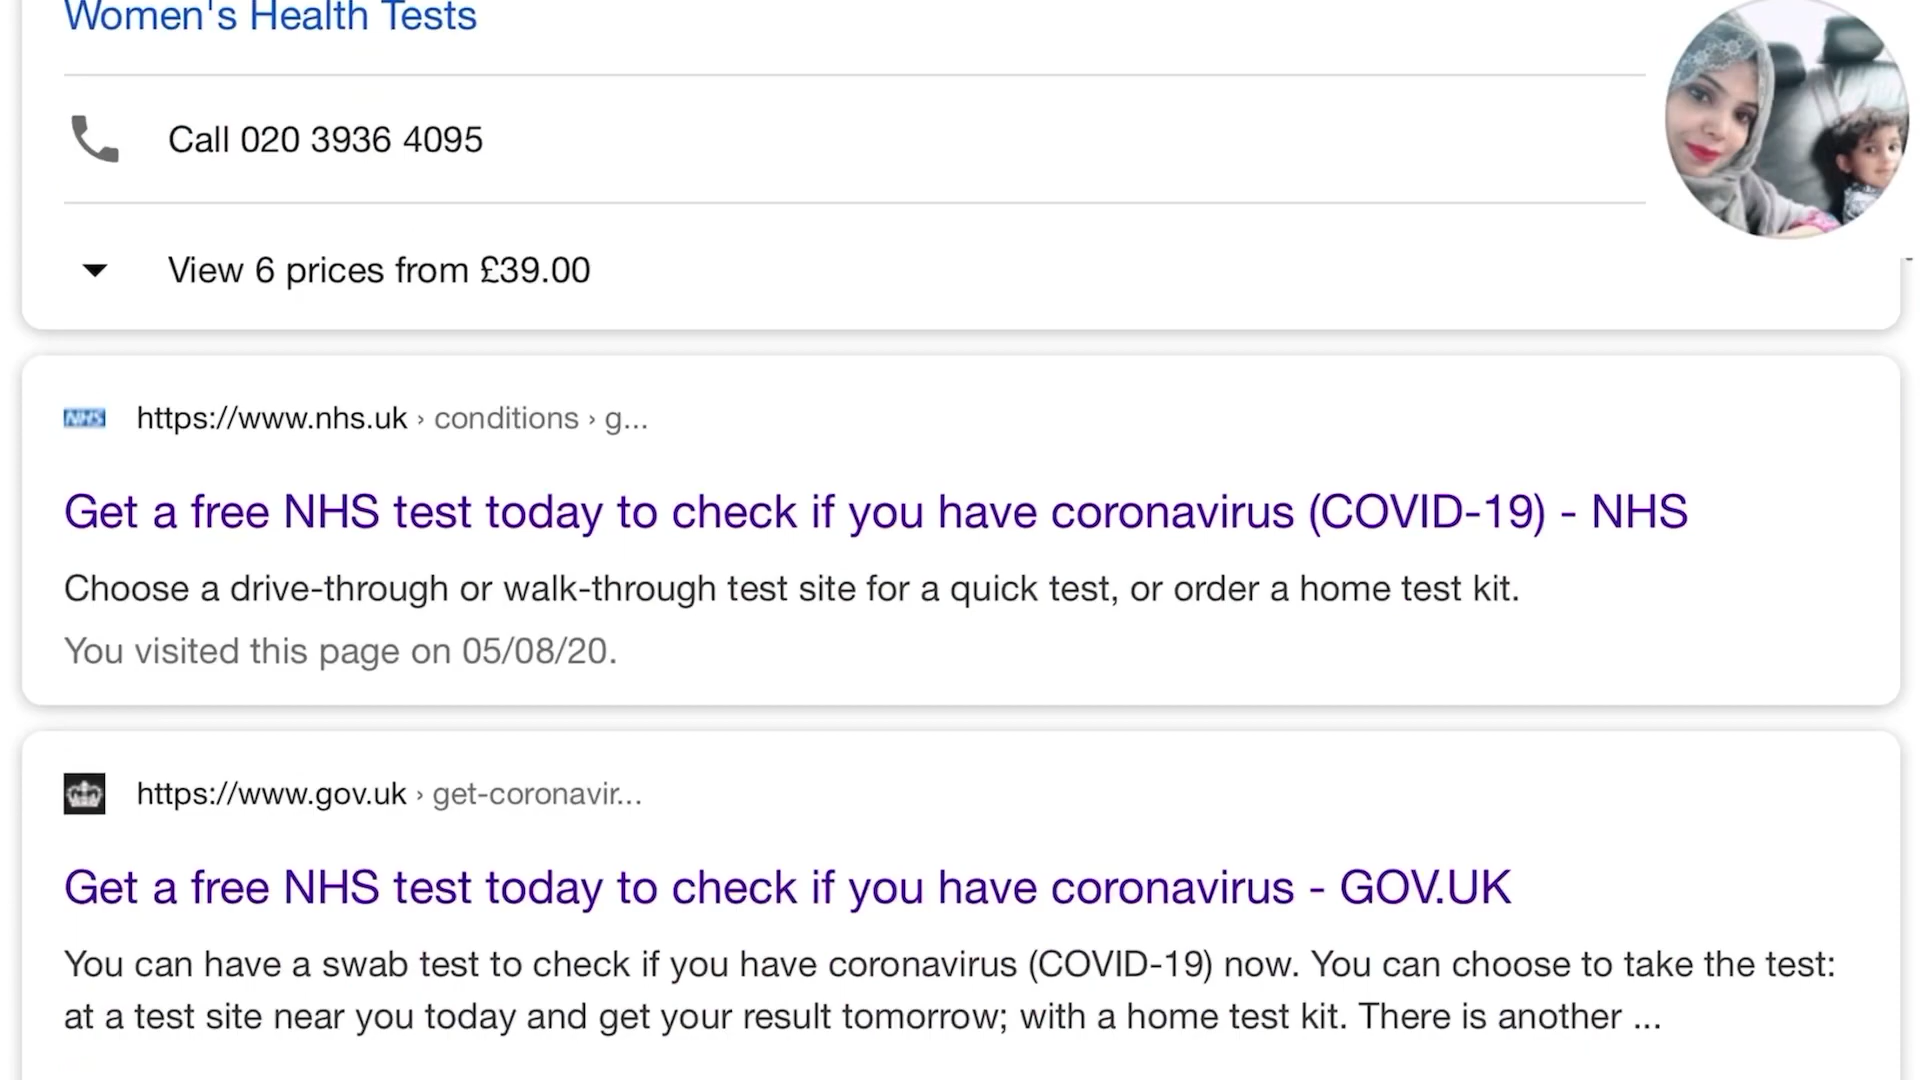 Women's Health Tests
Call 020 3936 4095
View 6 prices from £39.00
NHS https://www.nhs.uk › conditions › g...
Get a free NHS test today to check if you have coronavirus (COVID-19) - NHS
Choose a drive-through or walk-through test site for a quick test, or order a home test kit.
You visited this page on 05/08/20.
https://www.gov.uk › get-coronavir...
Get a free NHS test today to check if you have coronavirus - GOV.UK
You can have a swab test to check if you have coronavirus (COVID-19) now. You can choose to take the test:
at a test site near you today and get your result tomorrow; with a home test kit. There is another ...